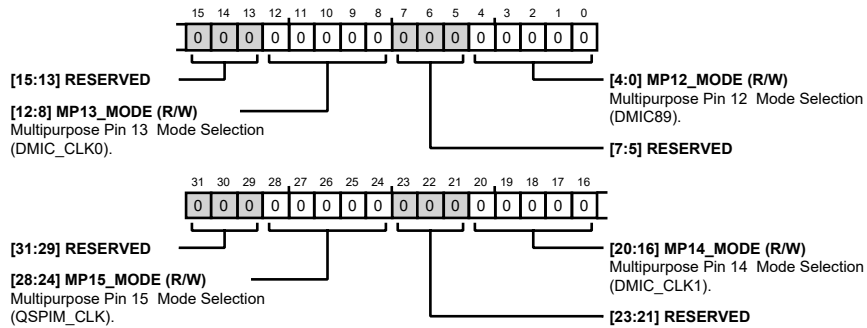 15 14 13 12 11 10 9 8 7 6 5 4 3 2 1 0
0 0 0 0 0 0 0 0 0 0 0 0 0 0 0 0
[15:13] RESERVED
[12:8] MP13_MODE (R/W)
Multipurpose Pin 13 Mode Selection
(DMIC_CLK0).
[4:0] MP12_MODE (R/W)
Multipurpose Pin 12 Mode Selection
(DMIC89).
[7:5] RESERVED
31 30 29 28 27 26 25 24 23 22 21 20 19 18 17 16
0 0 0 0 0 0 0 0 0 0 0 0 0 0 0 0
[31:29] RESERVED
[28:24] MP15_MODE (R/W)
Multipurpose Pin 15 Mode Selection
(QSPIM_CLK).
[20:16] MP14_MODE (R/W)
Multipurpose Pin 14 Mode Selection
(DMIC_CLK1).
[23:21] RESERVED